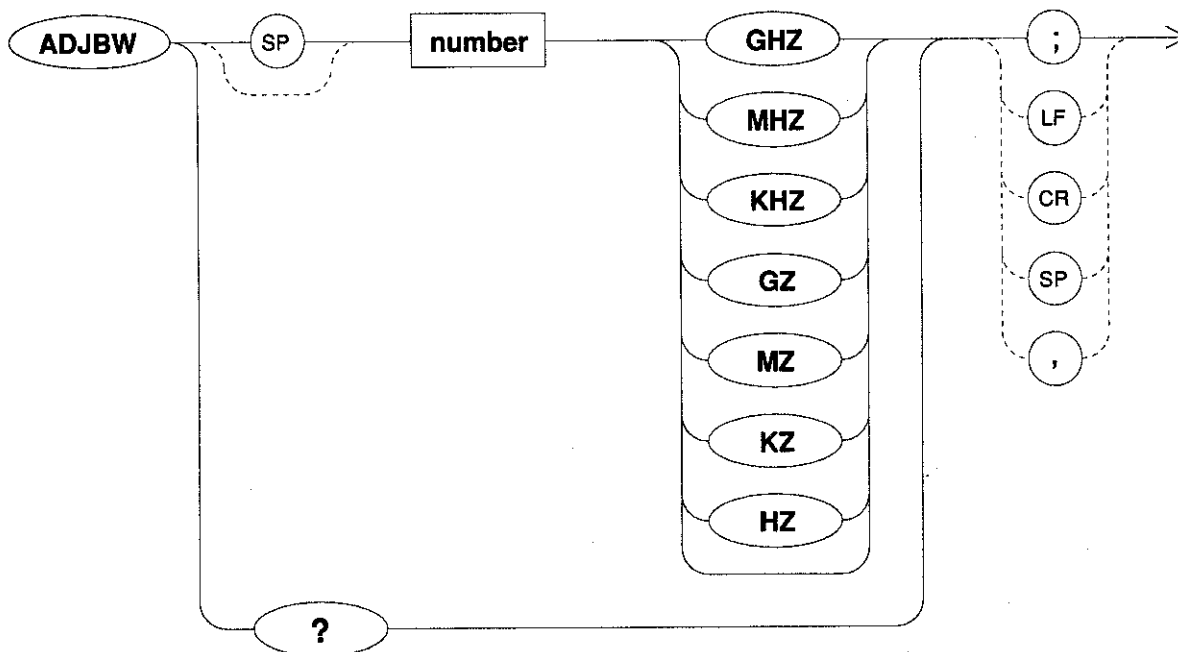 ADJBW SP number GHZ ;
MHZ LF
KHZ CR
GZ SP
MZ ,
KZ
HZ
?